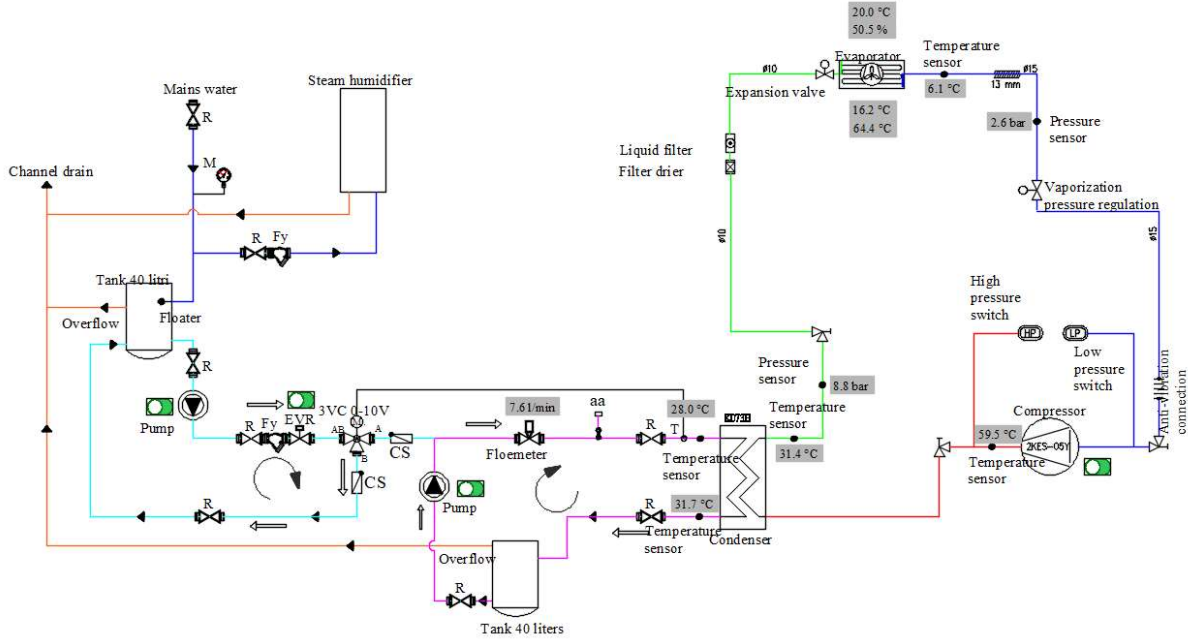 20.0 °C
50.5 %
Evaporator
Temperature
sensor
ø10
ø15
13 mm
6.1 °C
Expansion valve
16.2 °C
64.4 °C
Steam humidifier
Mains water
R
M
Channel drain
2.6 bar
Pressure
sensor
Liquid filter
Filter drier
Vaporization
pressure regulation
R
Fy
ø10
ø15
Tank 40 litri
Floater
Overflow
R
High
pressure
switch
HP
LP
Low
pressure
switch
Anti-vibration
connection
Pressure
sensor
8.8 bar
Pump
EVR
3VC 0-10V
M
AB
A
B
R
Fy
CS
CS
7.61/min
Floemeter
aa
R
28.0 °C
T
Temperature
sensor
Temperature
sensor
31.4 °C
Compressor
2KES-05Y
59.5 °C
Temperature
sensor
R
Pump
R
31.7 °C
Temperature
sensor
Condenser
Overflow
R
Tank 40 liters